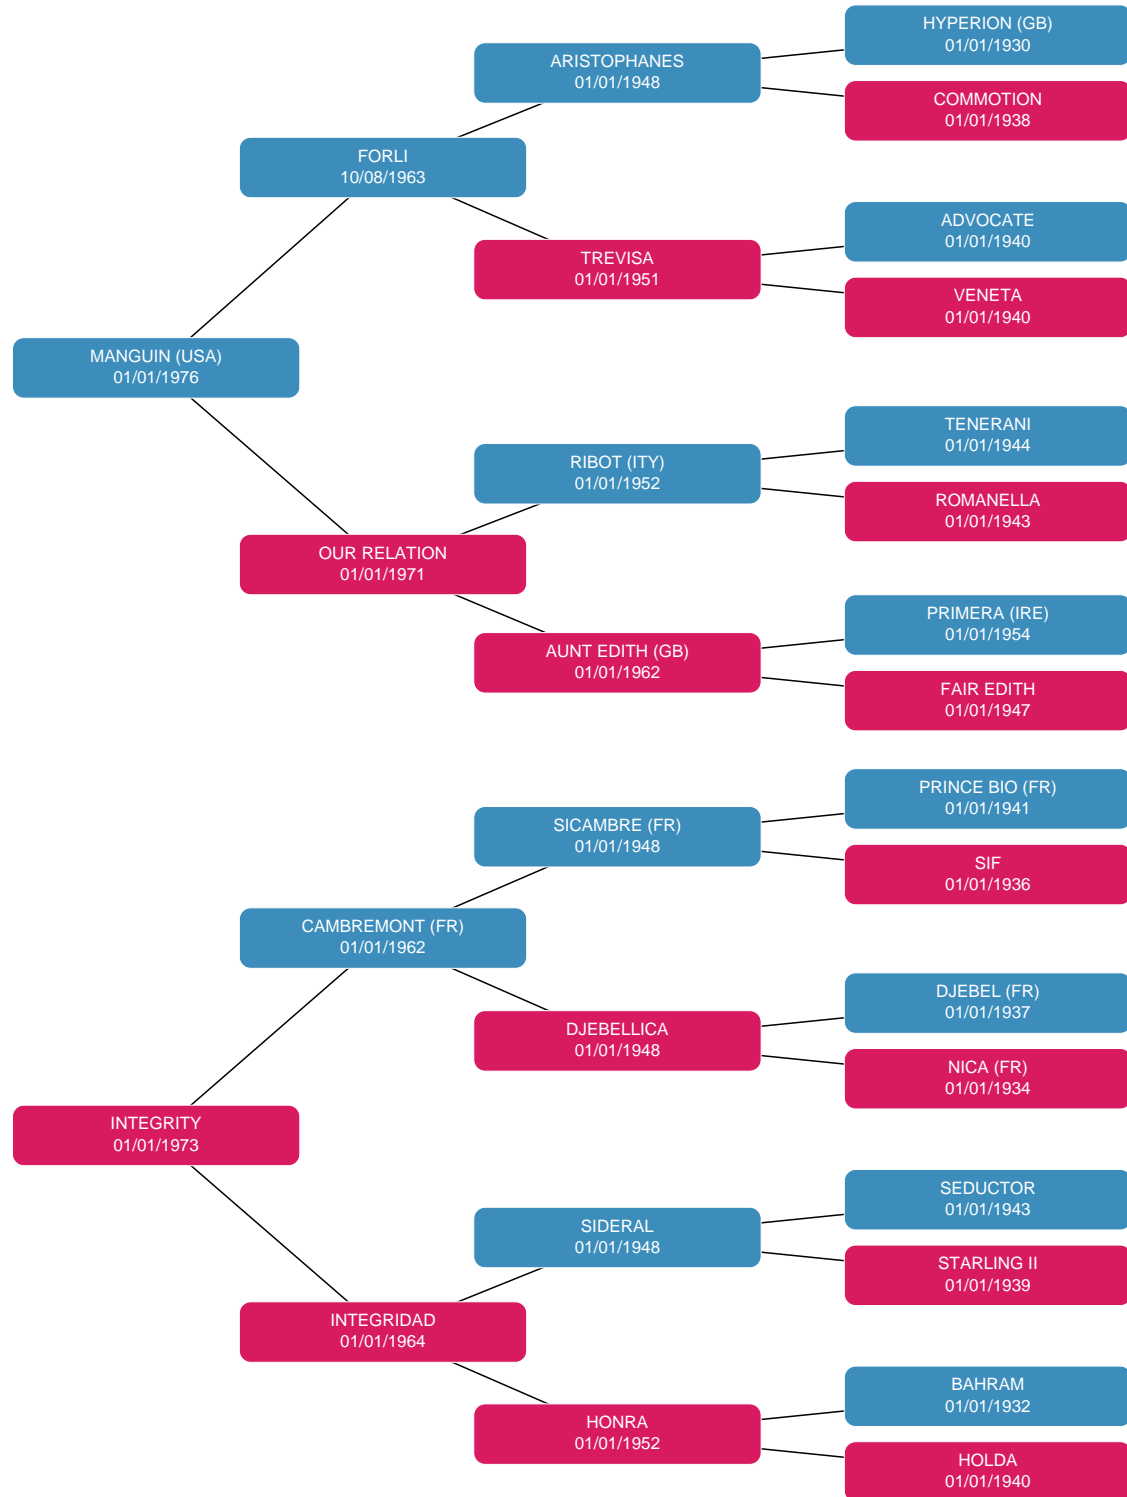 HYPERION (GB)
01/01/1930
ARISTOPHANES
01/01/1948
COMMOTION
01/01/1938
FORLI
10/08/1963
ADVOCATE
01/01/1940
TREVISA
01/01/1951
VENETA
01/01/1940
MANGUIN (USA)
01/01/1976
TENERANI
01/01/1944
RIBOT (ITY)
01/01/1952
ROMANELLA
01/01/1943
OUR RELATION
01/01/1971
PRIMERA (IRE)
01/01/1954
AUNT EDITH (GB)
01/01/1962
FAIR EDITH
01/01/1947
PRINCE BIO (FR)
01/01/1941
SICAMBRE (FR)
01/01/1948
SIF
01/01/1936
CAMBREMONT (FR)
01/01/1962
DJEBEL (FR)
01/01/1937
DJEBELLICA
01/01/1948
NICA (FR)
01/01/1934
INTEGRITY
01/01/1973
SEDUCTOR
01/01/1943
SIDERAL
01/01/1948
STARLING II
01/01/1939
INTEGRIDAD
01/01/1964
BAHRAM
01/01/1932
HONRA
01/01/1952
HOLDA
01/01/1940